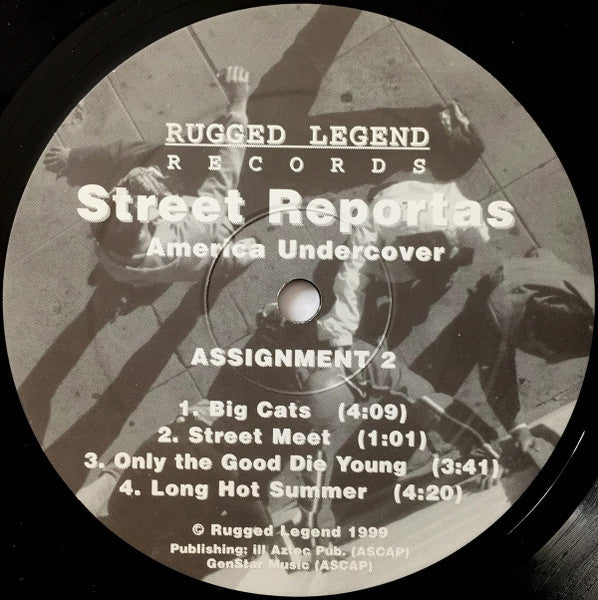 RUGGED LEGEND
RECORDS
Street Reportas
America Undercover
ASSIGNMENT 2
1. Big Cats (4:09)
2. Street Meet (1:01)
3. Only the Good Die Young (3:41)
4. Long Hot Summer (4:20)
© Rugged Legend 1999
Publishing: ill Aztec Pub. (ASCAP)
GenStar Music (ASCAP)